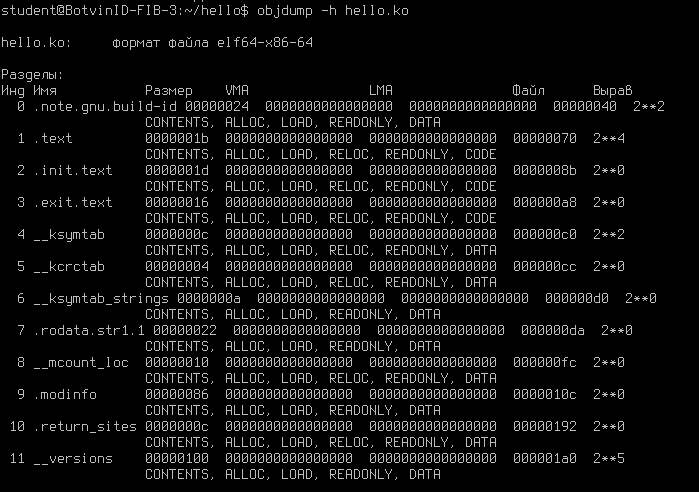 student@BotvinID-FIB-3:~/hello$ objdump -h hello.ko
hello.ko:     формат файла elf64-x86-64
Разделы:
Инд Имя           Размер    VMA               LMA               Файл      Вырав
  0 .note.gnu.build-id 00000024  0000000000000000  0000000000000000  00000040  2**2
                  CONTENTS, ALLOC, LOAD, READONLY, DATA
  1 .text         0000001b  0000000000000000  0000000000000000  00000070  2**4
                  CONTENTS, ALLOC, LOAD, RELOC, READONLY, CODE
  2 .init.text    0000001d  0000000000000000  0000000000000000  0000008b  2**0
                  CONTENTS, ALLOC, LOAD, RELOC, READONLY, CODE
  3 .exit.text    00000016  0000000000000000  0000000000000000  000000a8  2**0
                  CONTENTS, ALLOC, LOAD, RELOC, READONLY, CODE
  4 __ksymtab     0000000c  0000000000000000  0000000000000000  000000c0  2**2
                  CONTENTS, ALLOC, LOAD, RELOC, READONLY, DATA
  5 __kcrctab     00000004  0000000000000000  0000000000000000  000000cc  2**0
                  CONTENTS, ALLOC, LOAD, READONLY, DATA
  6 __ksymtab_strings 0000000a  0000000000000000  0000000000000000  000000d0  2**0
                  CONTENTS, ALLOC, LOAD, READONLY, DATA
  7 .rodata.str1.1 00000022  0000000000000000  0000000000000000  000000da  2**0
                  CONTENTS, ALLOC, LOAD, READONLY, DATA
  8 __mcount_loc  00000010  0000000000000000  0000000000000000  000000fc  2**0
                  CONTENTS, ALLOC, LOAD, RELOC, READONLY, DATA
  9 .modinfo      00000086  0000000000000000  0000000000000000  0000010c  2**0
                  CONTENTS, ALLOC, LOAD, READONLY, DATA
 10 .return_sites 0000000c  0000000000000000  0000000000000000  00000192  2**0
                  CONTENTS, ALLOC, LOAD, RELOC, READONLY, DATA
 11 __versions    00000100  0000000000000000  0000000000000000  000001a0  2**5
                  CONTENTS, ALLOC, LOAD, READONLY, DATA